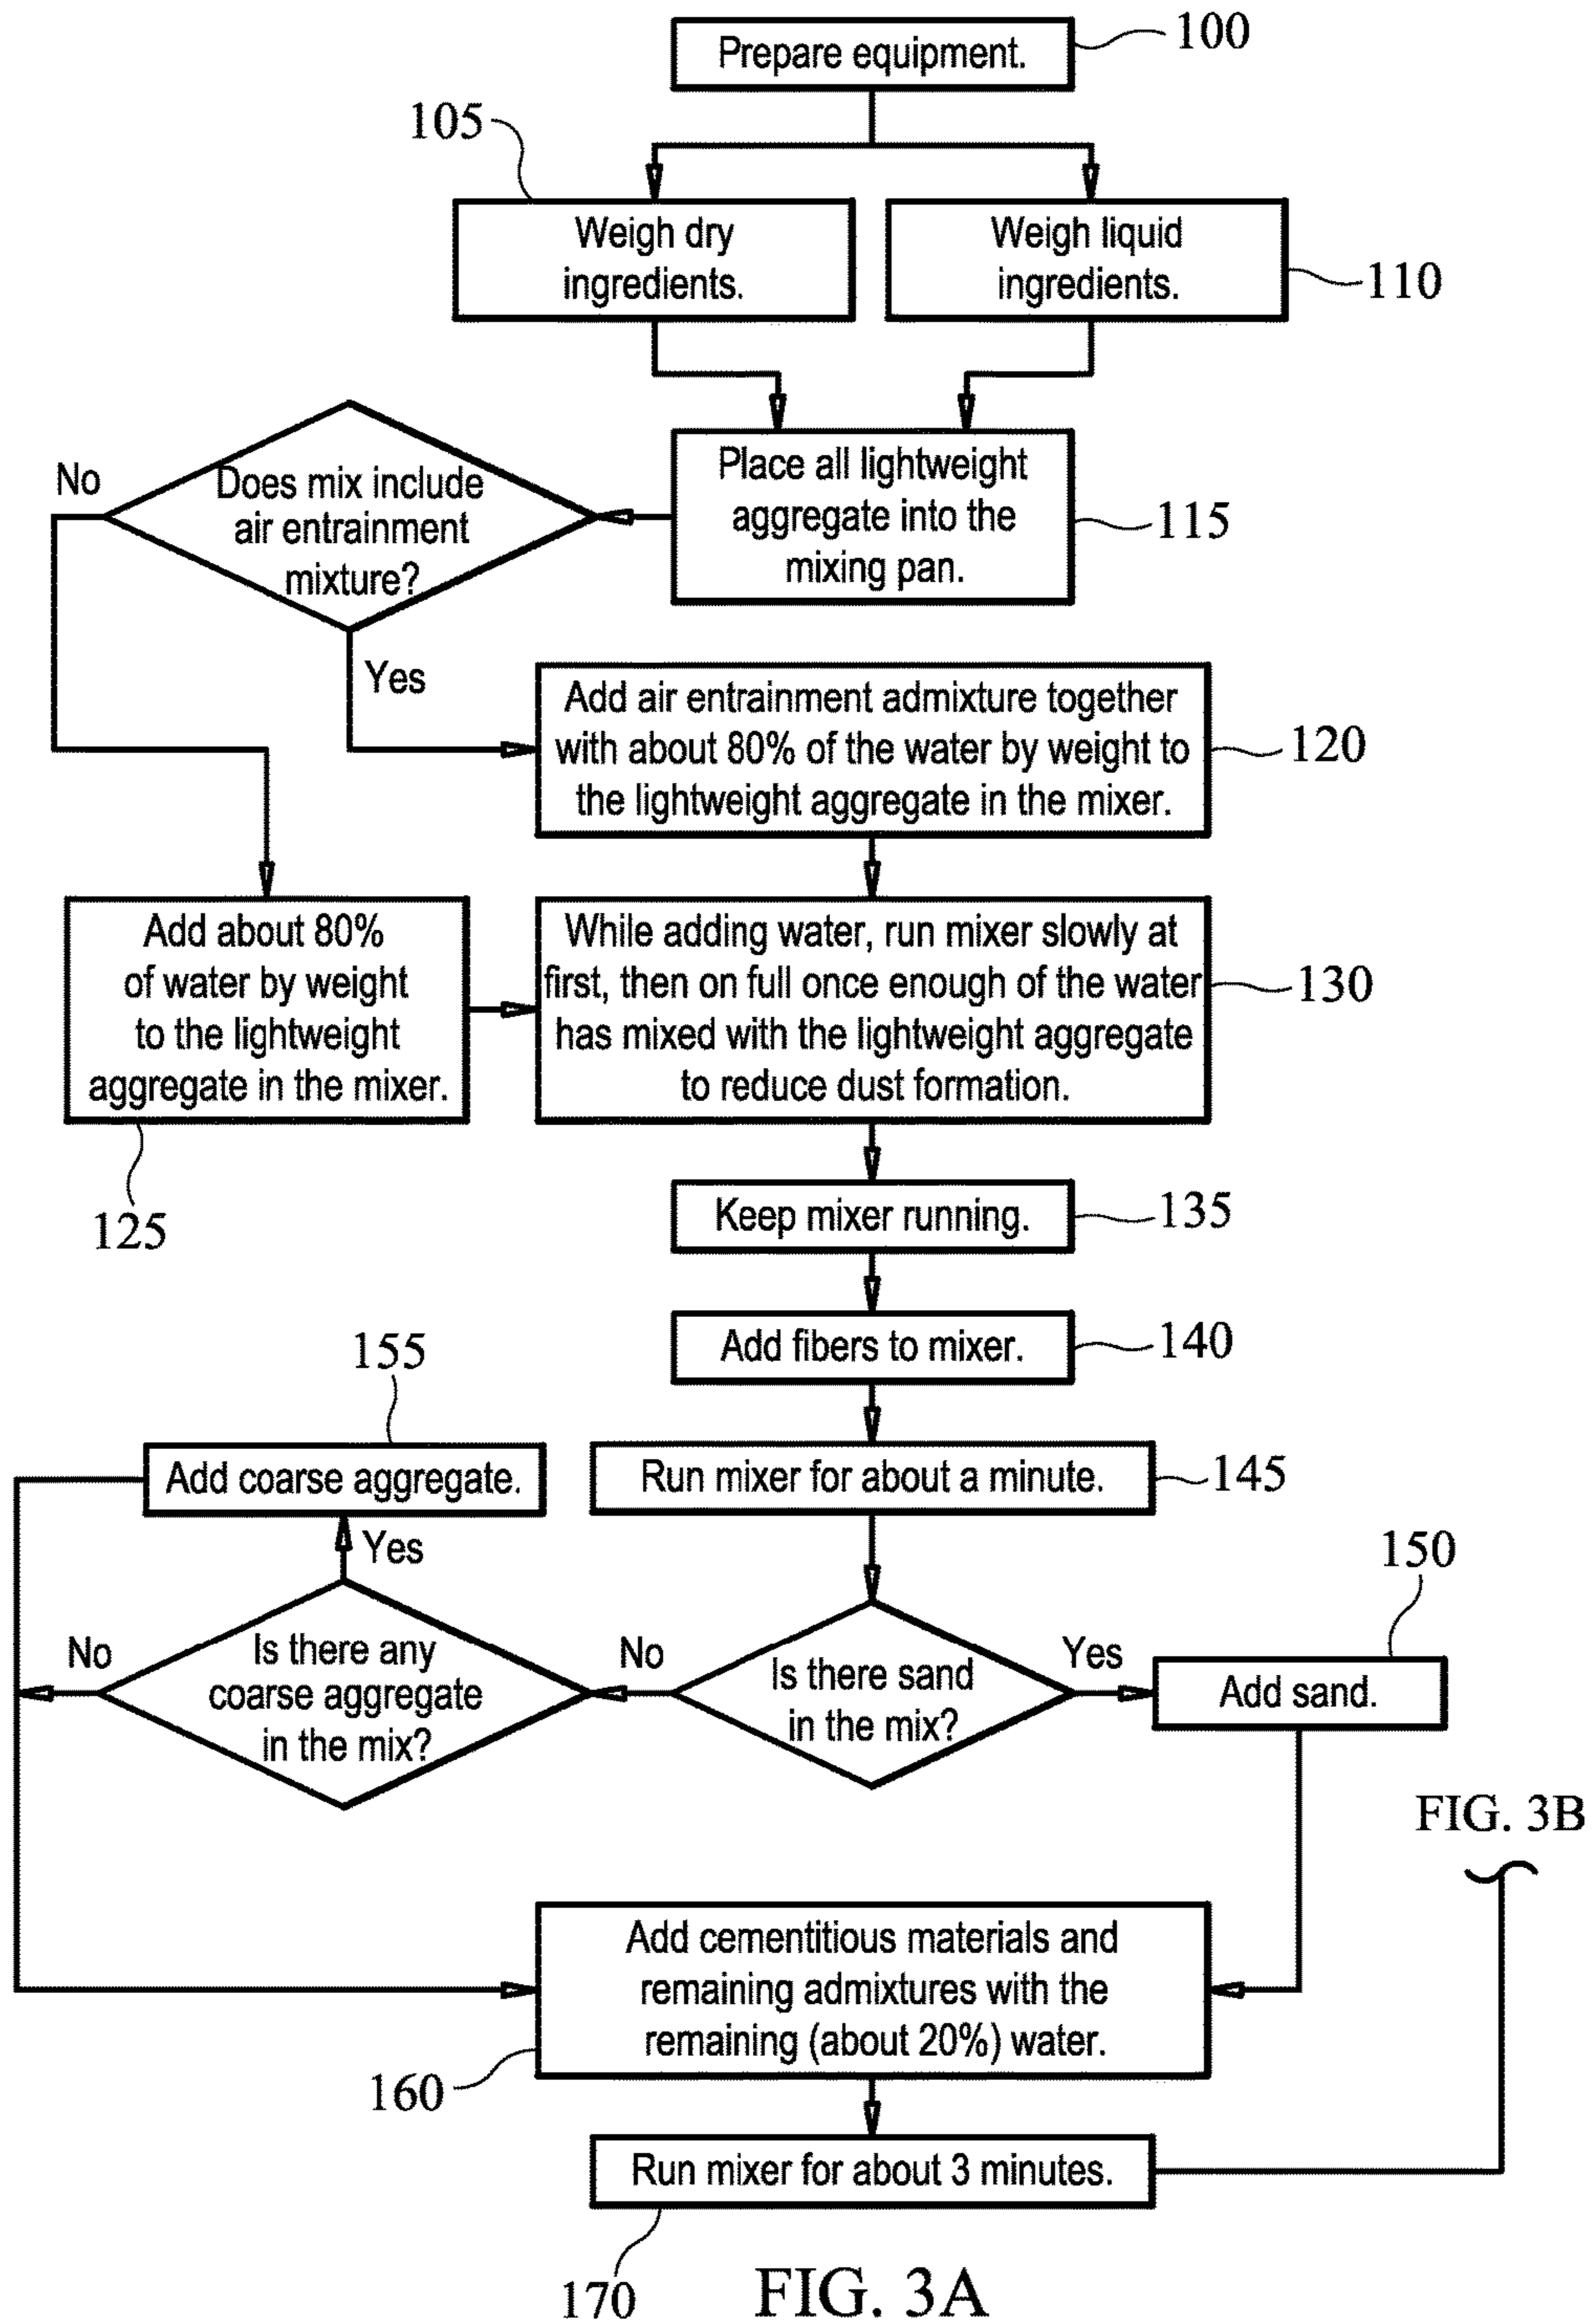 Prepare equipment.
100
105
Weigh dry
ingredients.
Weigh liquid
ingredients.
110
No
Does mix include
air entrainment
mixture?
Place all lightweight
aggregate into the
mixing pan.
115
Yes
Add air entrainment admixture together
with about 80% of the water by weight to
the lightweight aggregate in the mixer.
120
Add about 80%
of water by weight
to the lightweight
aggregate in the mixer.
125
While adding water, run mixer slowly at
first, then on full once enough of the water
has mixed with the lightweight aggregate
to reduce dust formation.
130
Keep mixer running.
135
Add fibers to mixer.
140
155
Add coarse aggregate.
Run mixer for about a minute.
145
Yes
150
No
Is there any
coarse aggregate
in the mix?
No
Is there sand
in the mix?
Yes
Add sand.
FIG. 3B
Add cementitious materials and
remaining admixtures with the
remaining (about 20%) water.
160
Run mixer for about 3 minutes.
170
FIG. 3A